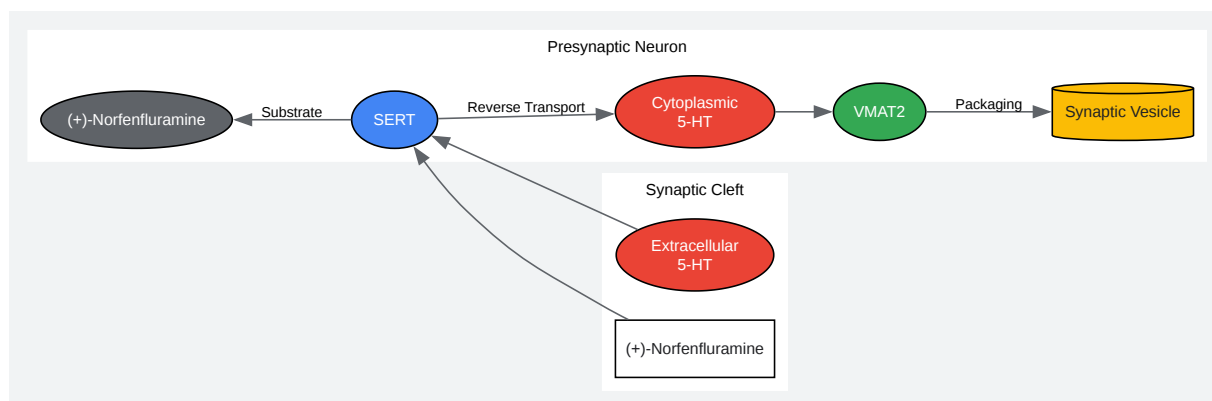 Presynaptic Neuron
(+)-Norfenfluramine
Substrate
SERT
Reverse Transport
Cytoplasmic
5-HT
VMAT2
Packaging
Synaptic Vesicle
Synaptic Cleft
Extracellular
5-HT
(+)-Norfenfluramine